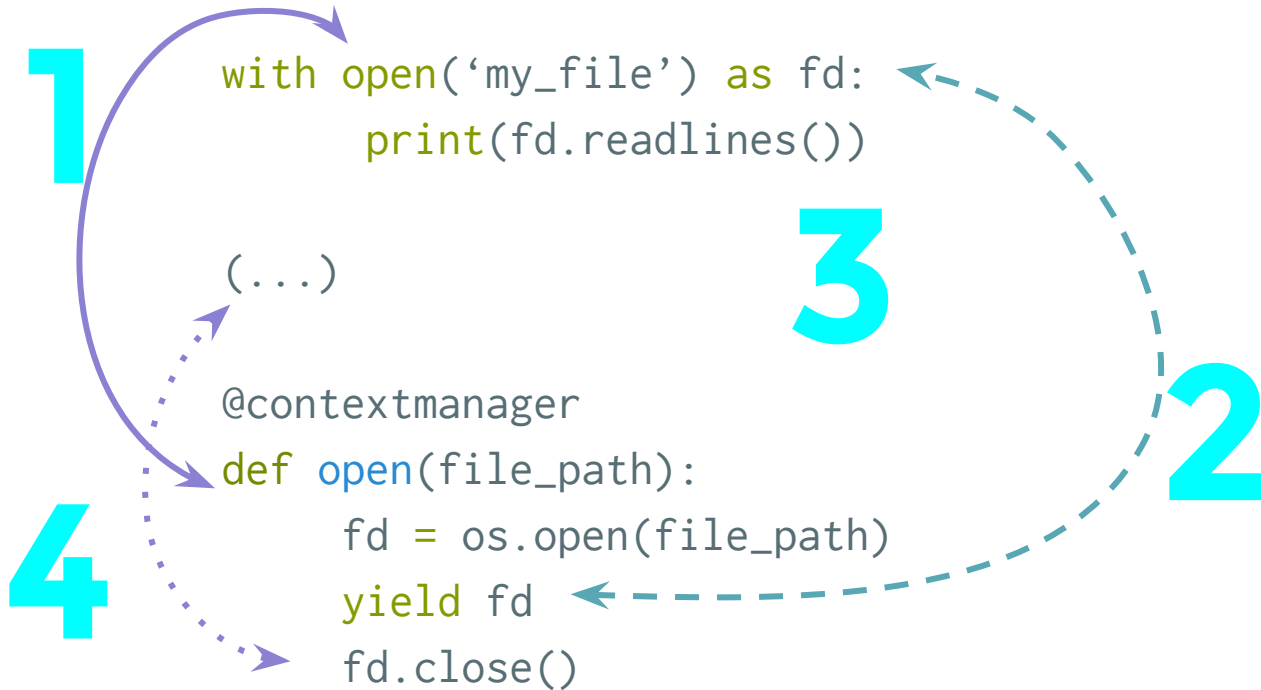 1
with open(‘my_file’) as fd:
print(fd.readlines())
3
(...)
2
@contextmanager
def open(file_path):
4
fd = os.open(file_path)
yield fd
fd.close()